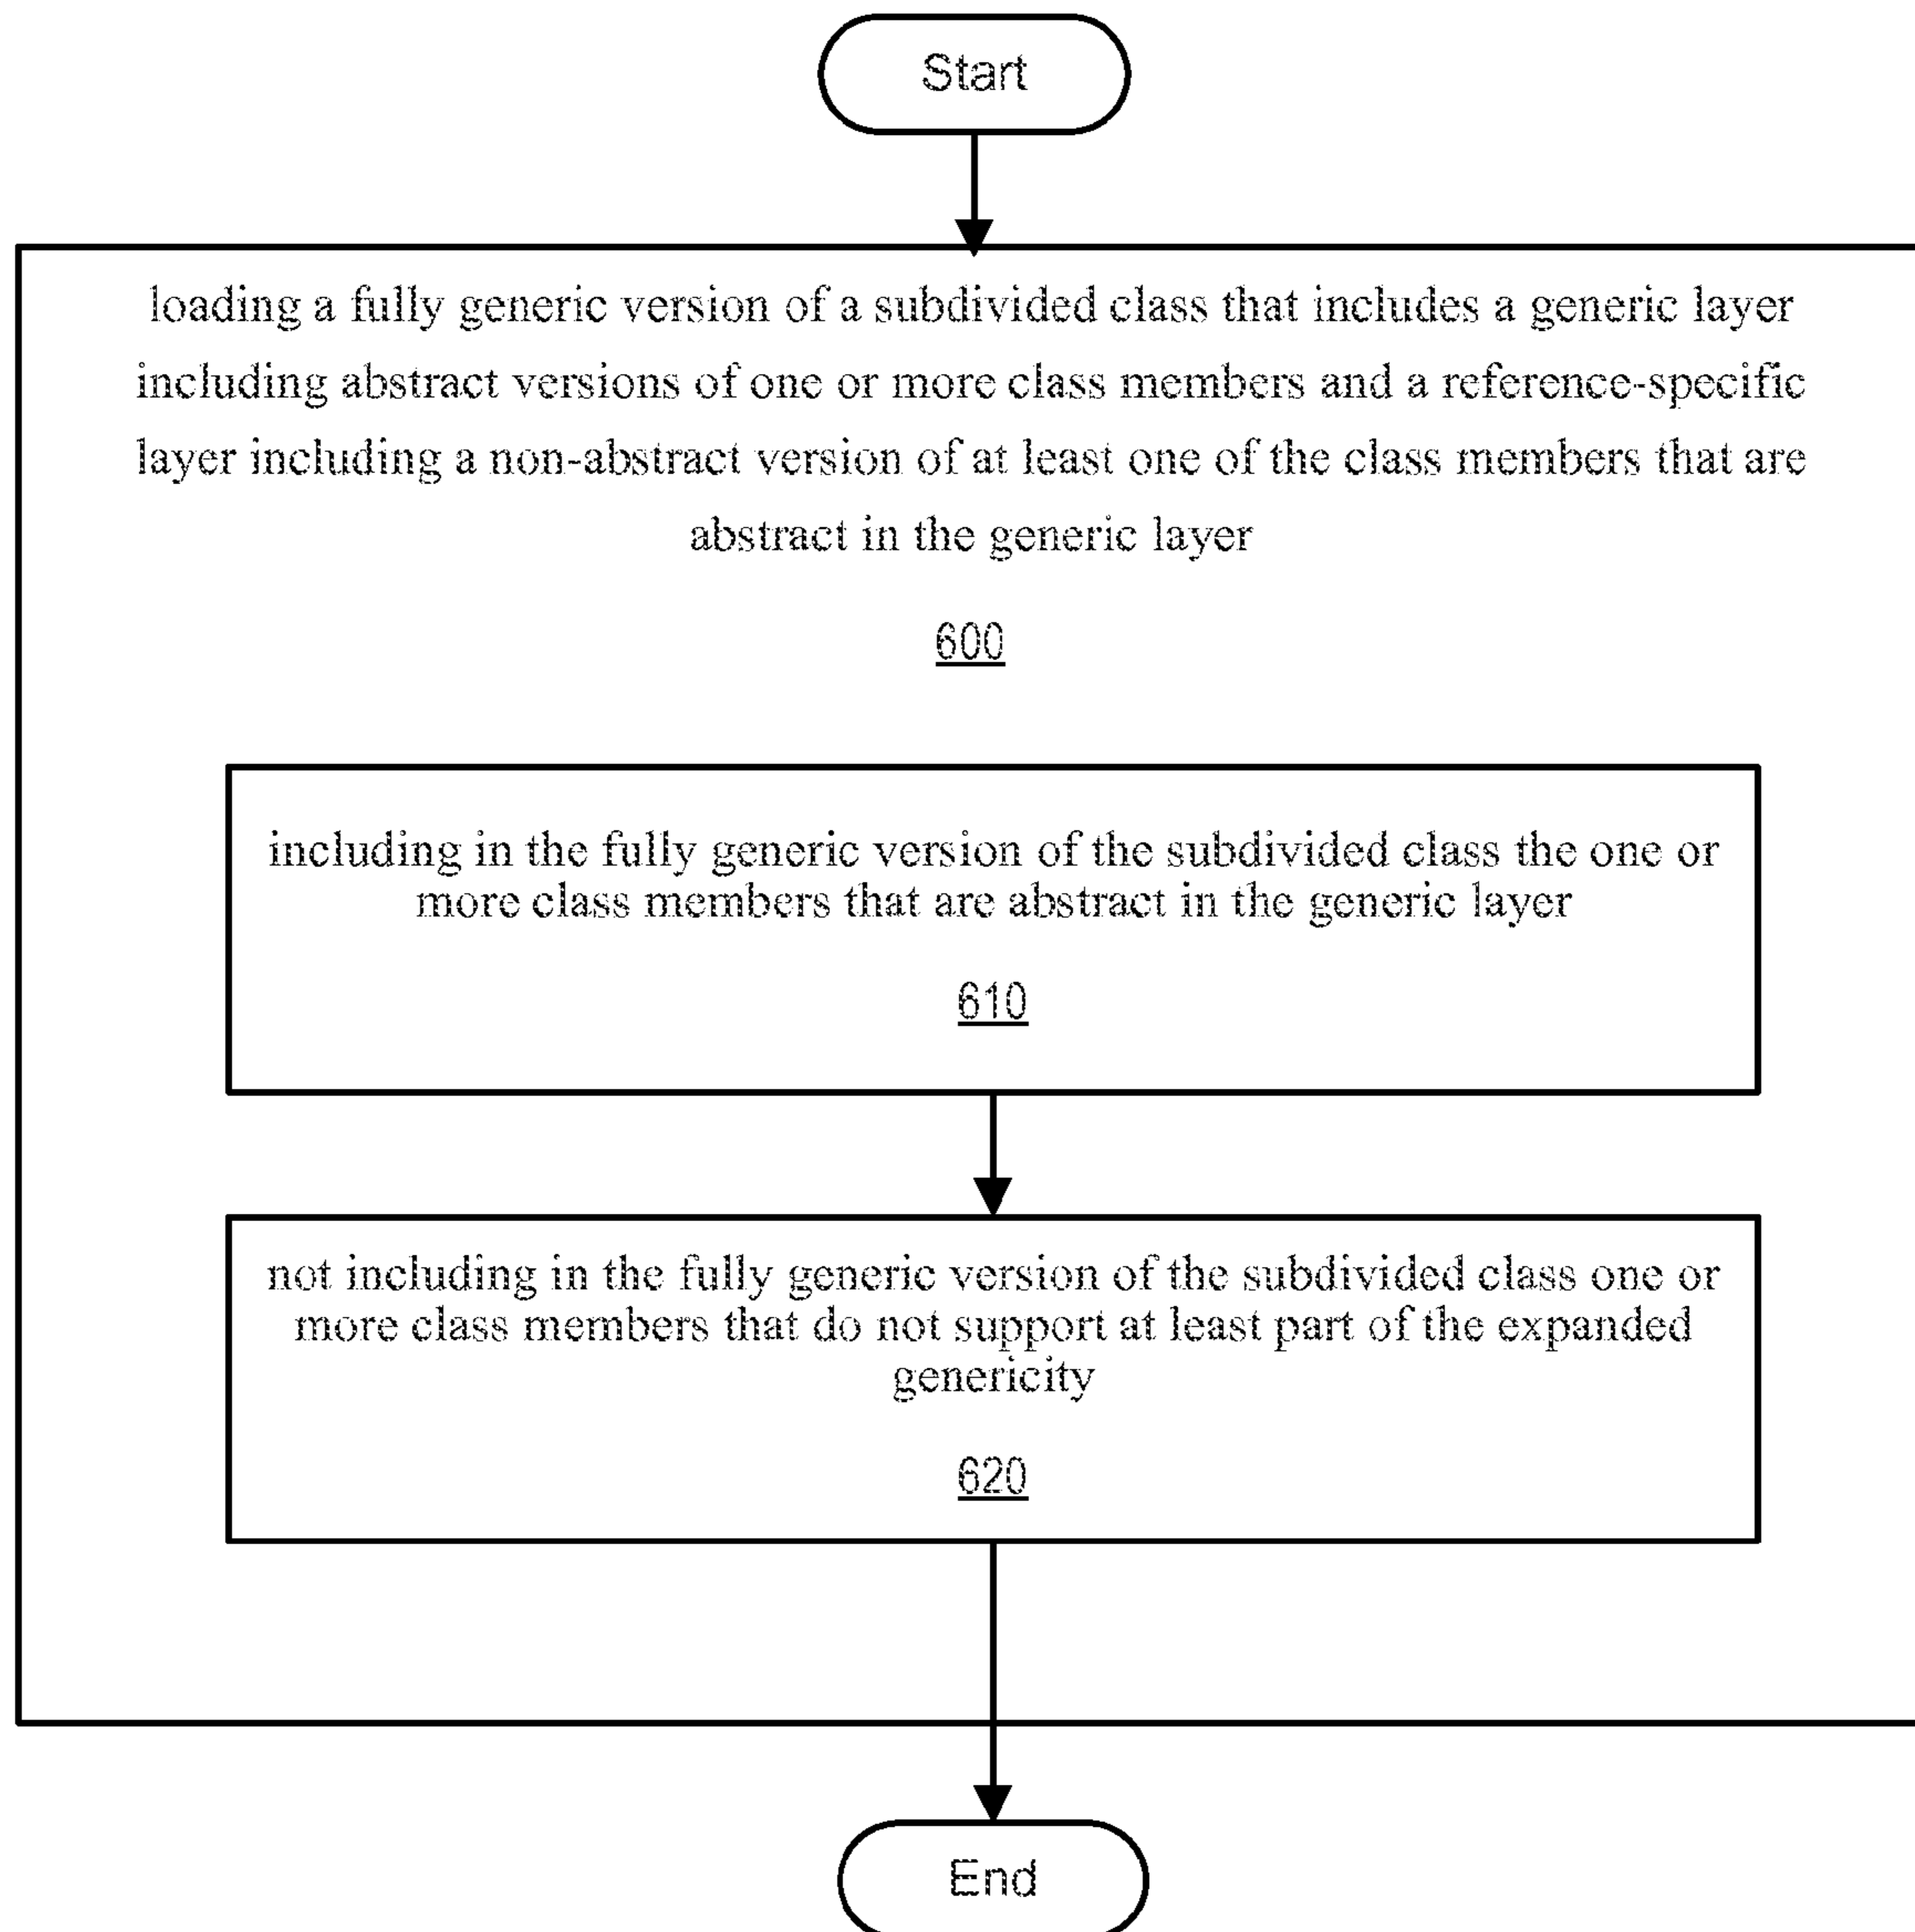 Start
loading a fully generic version of a subdivided class that includes a generic layer
including abstract versions of one or more class members and a reference-specific
layer including a non-abstract version of at least one of the class members that are
abstract in the generic layer
600
including in the fully generic version of the subdivided class the one or
more class members that are abstract in the generic layer
610
not including in the fully generic version of the subdivided class one or
more class members that do not support at least part of the expanded
genericity
620
End